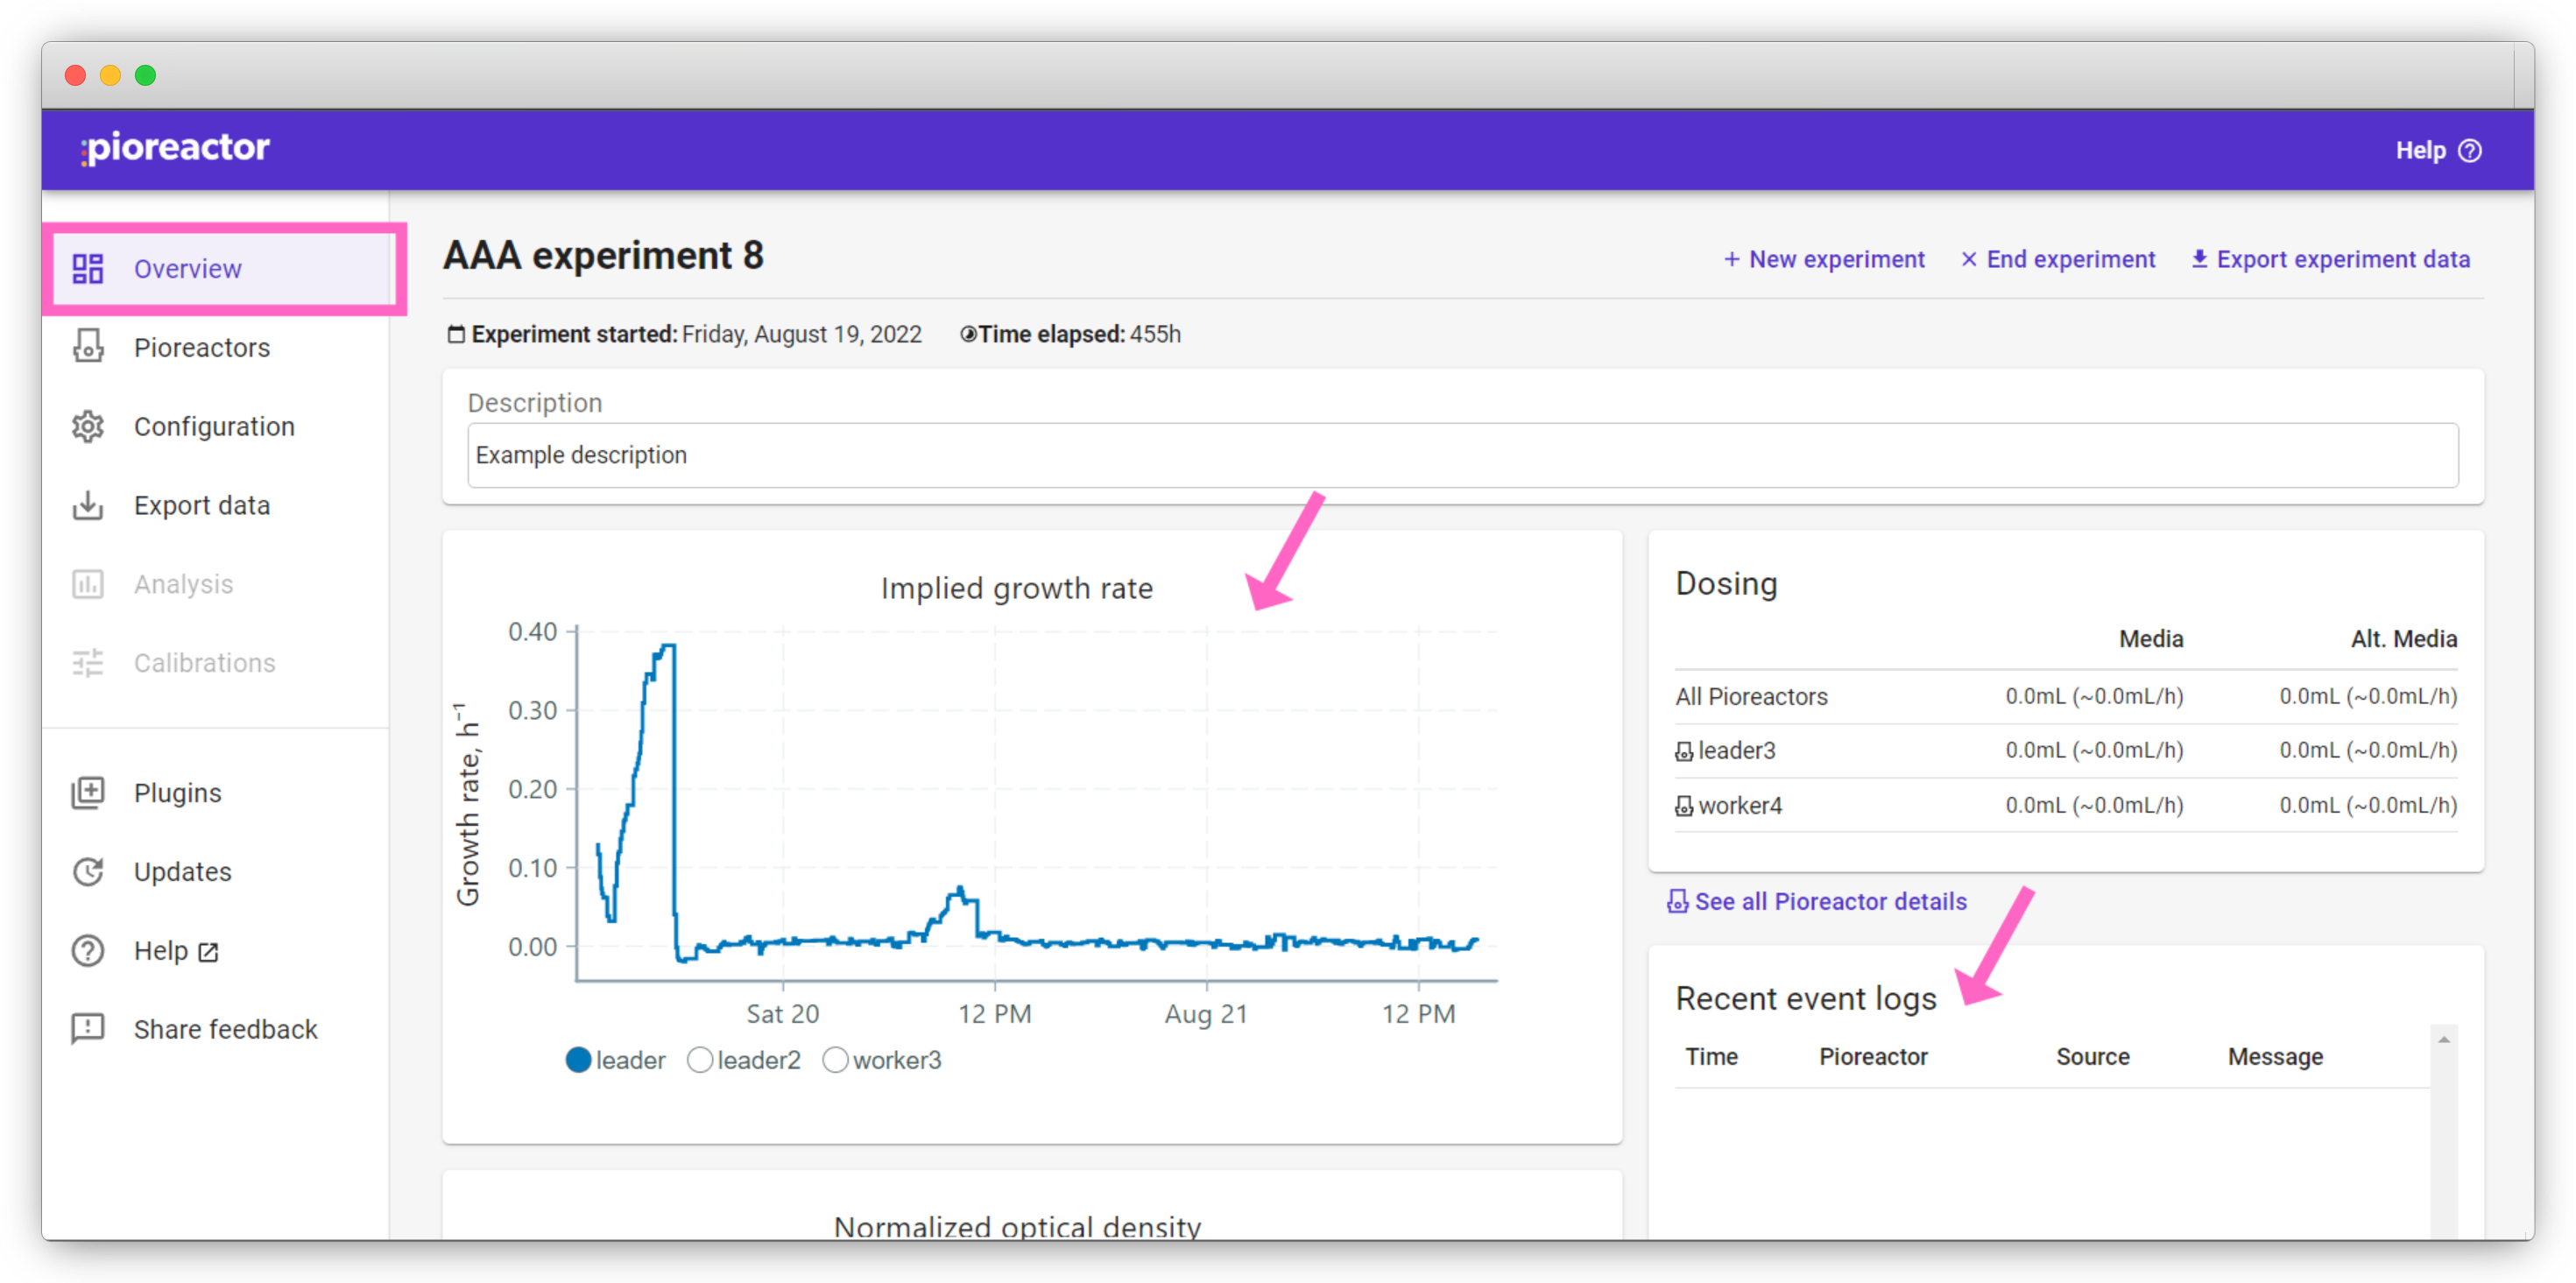 pioreactor
Help
Overview
Pioreactors
Configuration
Export data
Analysis
Calibrations
Plugins
Updates
Help
Share feedback
AAA experiment 8
+ New experiment × End experiment Export experiment data
Experiment started: Friday, August 19, 2022 Time elapsed: 455h
Description
Example description
Implied growth rate
Growth rate, h⁻¹
0.40
0.30
0.20
0.10
0.00
Sat 20 12 PM Aug 21 12 PM
leader leader2 worker3
Normalized optical density
Dosing
Media Alt. Media
All Pioreactors 0.0mL (~0.0mL/h) 0.0mL (~0.0mL/h)
leader3 0.0mL (~0.0mL/h) 0.0mL (~0.0mL/h)
worker4 0.0mL (~0.0mL/h) 0.0mL (~0.0mL/h)
See all Pioreactor details
Recent event logs
Time Pioreactor Source Message